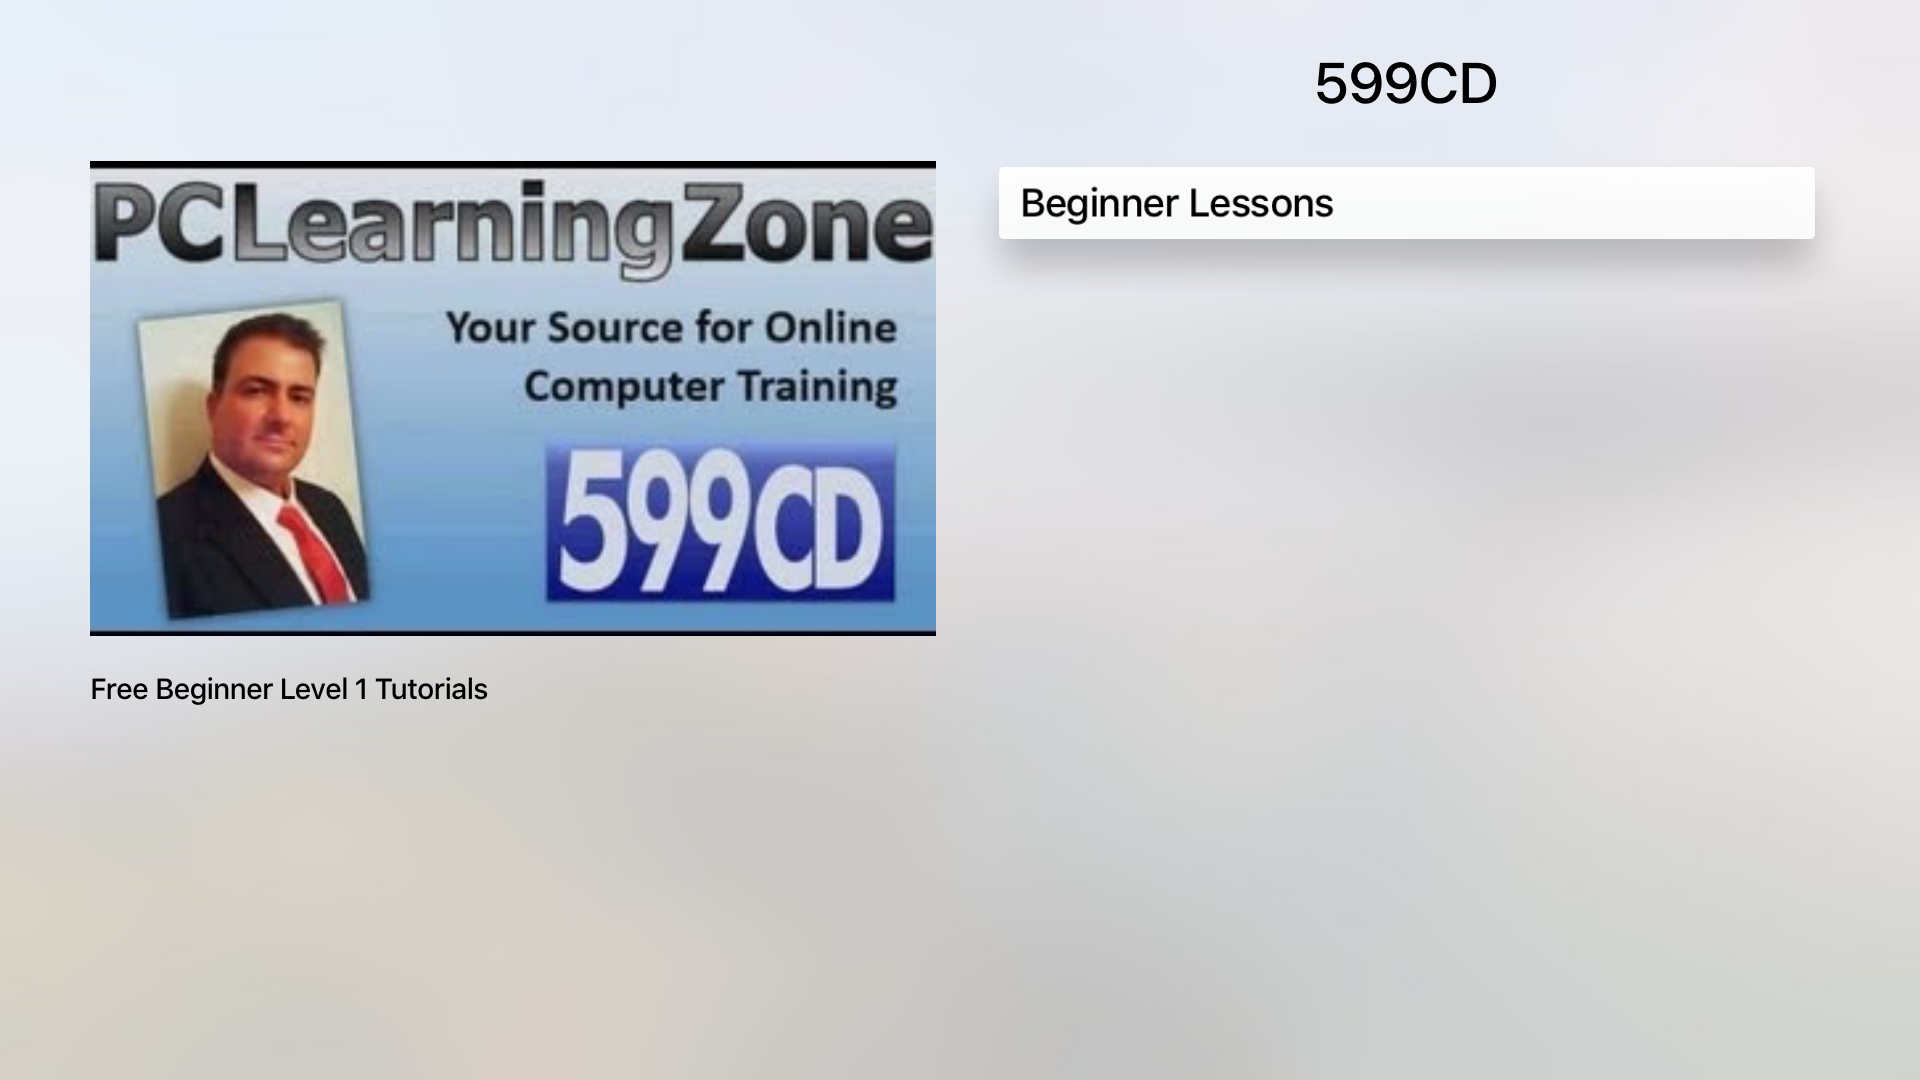 599CD
PCLearningZone
Your Source for Online
Computer Training
599CD
Free Beginner Level 1 Tutorials
Beginner Lessons